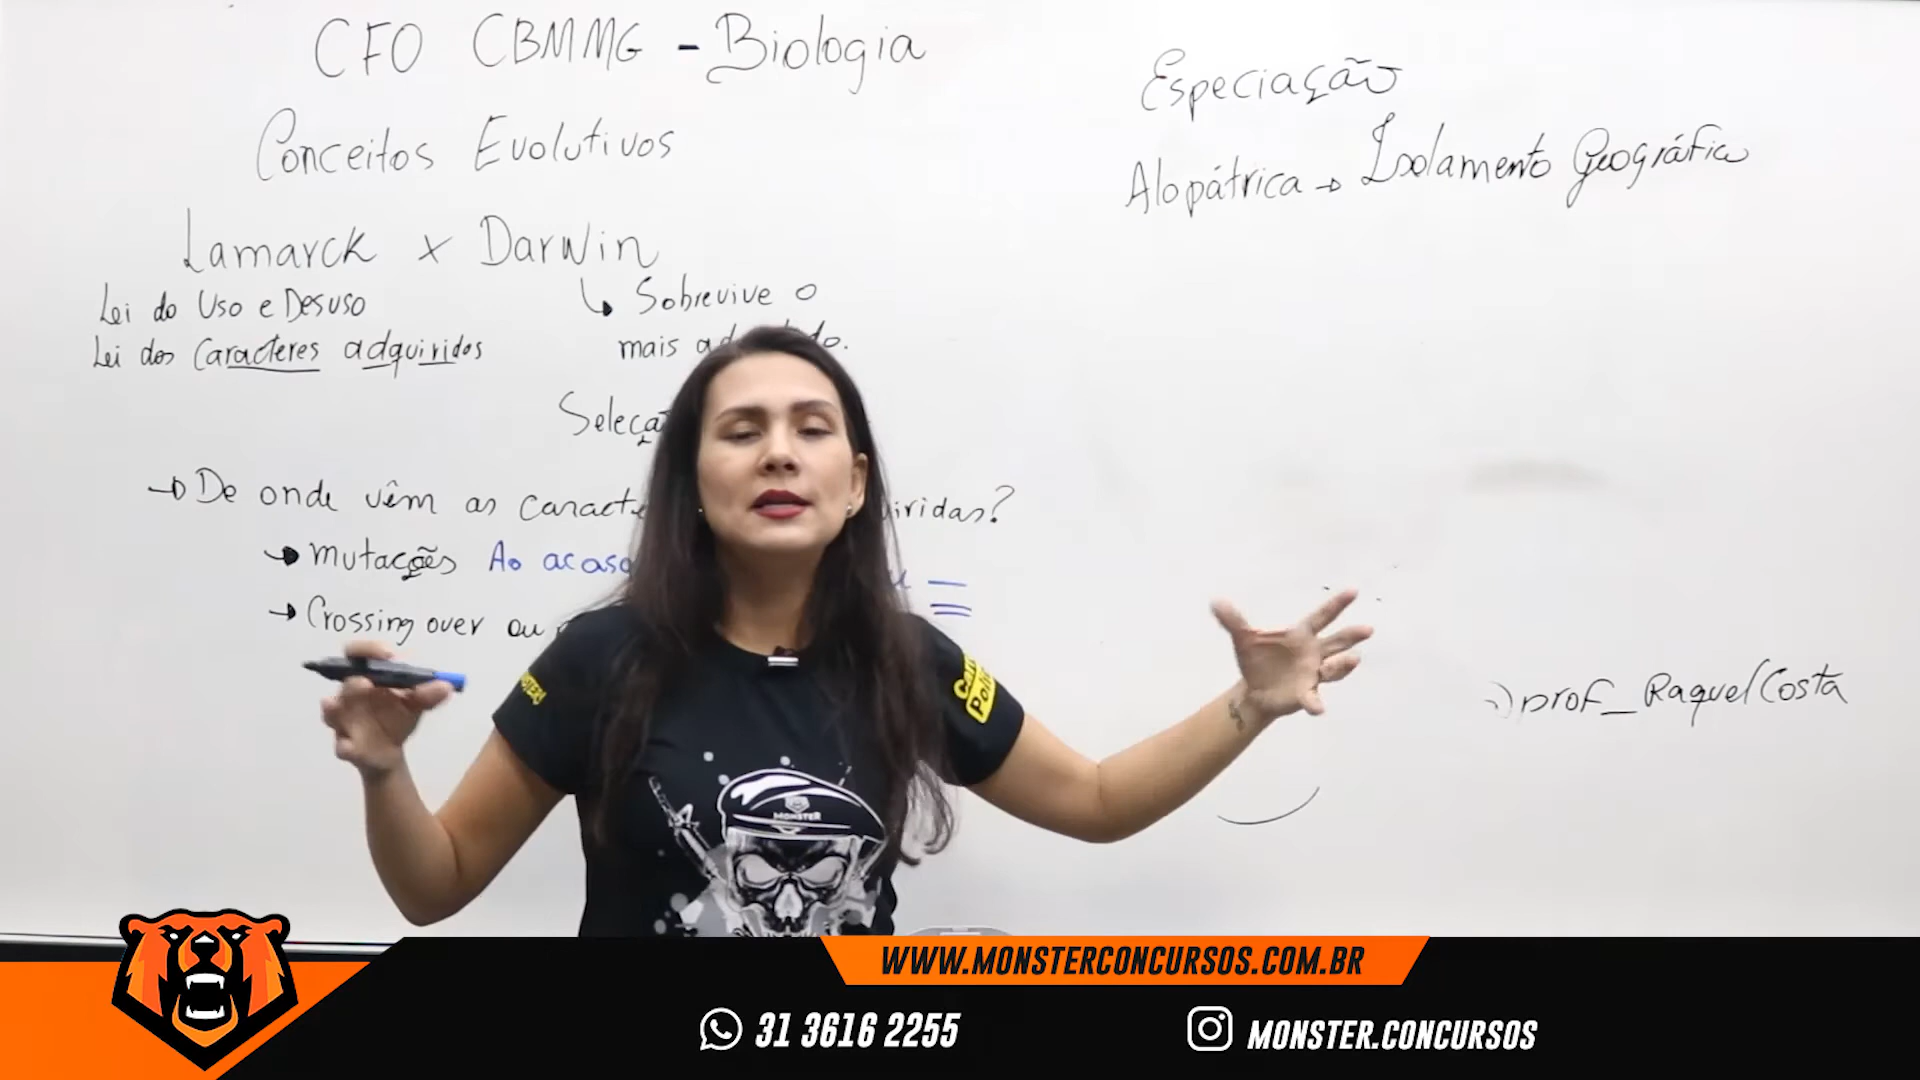 CFO CBMMG - Biologia
Conceitos Evolutivos
Lamarck x Darwin
Lei do Uso e Desuso
Lei dos Caracteres adquiridos
Sobrevive o
mais
→ De onde vêm as
Mutações Ao acaso
Crossing over ou
Especiação
Alopátrica → Isolamento Geográfico
prof_RaquelCosta
MONSTER
WWW.MONSTERCONCURSOS.COM.BR
31 3616 2255
MONSTER.CONCURSOS